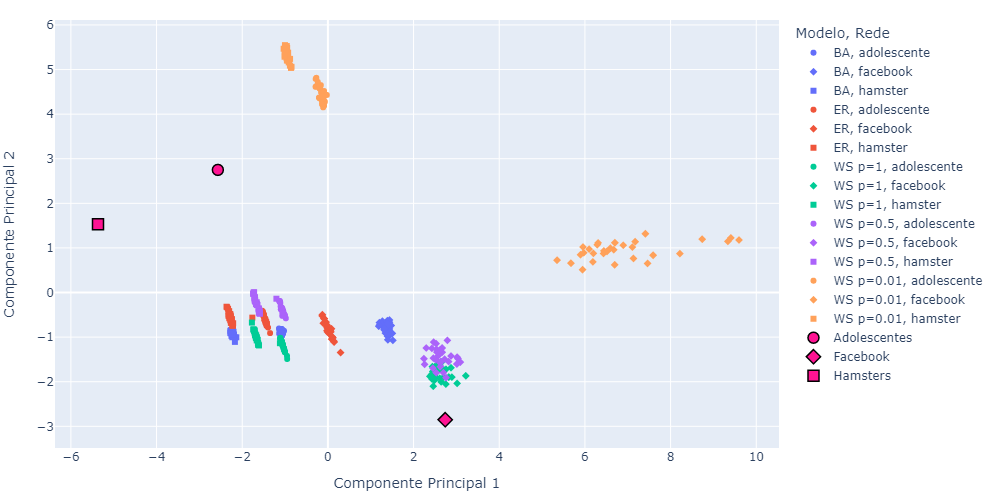 Modelo, Rede
BA, adolescente
BA, facebook
BA, hamster
ER, adolescente
ER, facebook
ER, hamster
WS p=1, adolescente
WS p=1, facebook
WS p=1, hamster
WS p=0.5, adolescente
WS p=0.5, facebook
WS p=0.5, hamster
WS p=0.01, adolescente
WS p=0.01, facebook
WS p=0.01, hamster
Adolescentes
Facebook
Hamsters
Componente Principal 2
6
5
4
3
2
1
0
−1
−2
−3
−6
−4
−2
0
2
4
6
8
10
Componente Principal 1